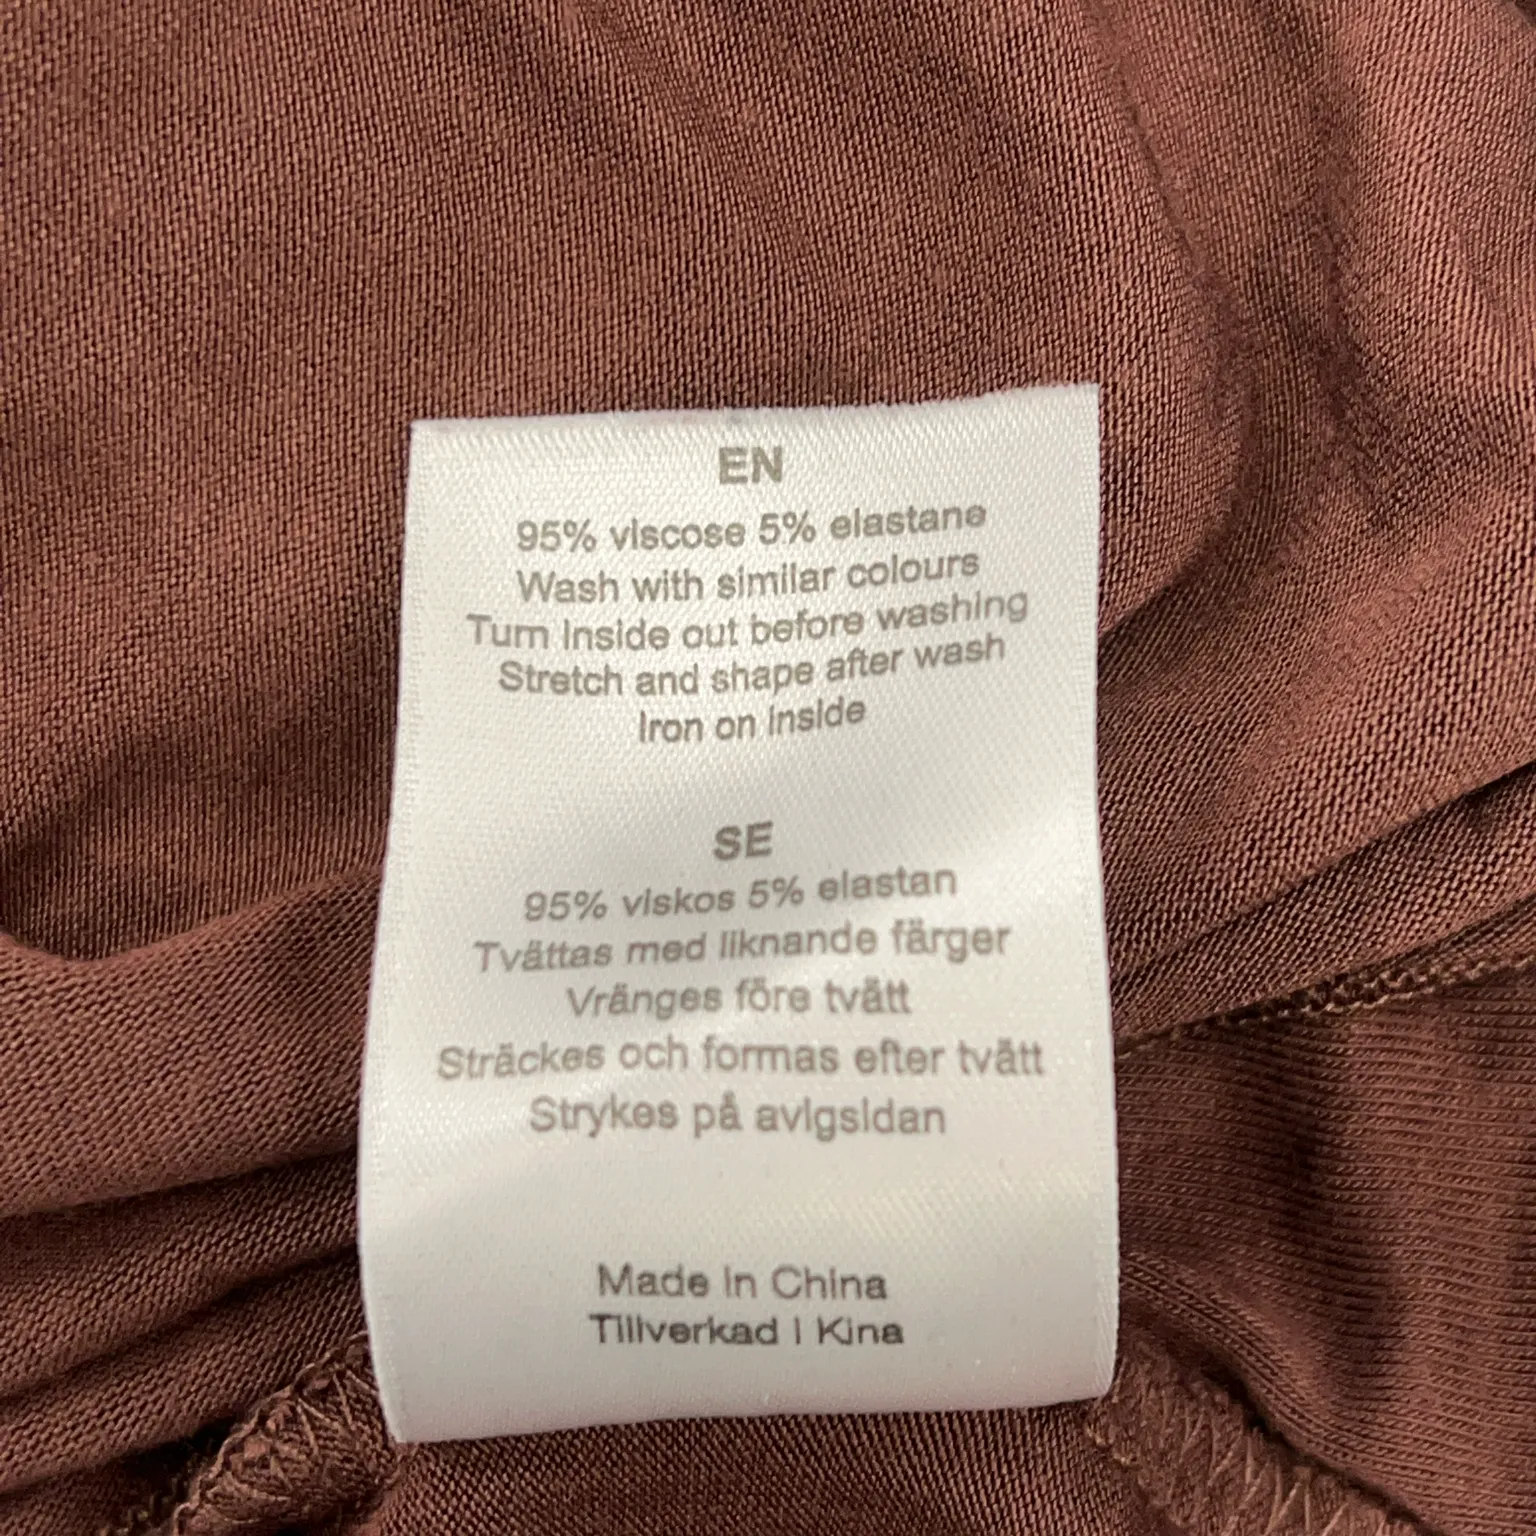 EN
95% viscose 5% elastane
Wash with similar colours
Turn inside out before washing
Stretch and shape after wash
Iron on inside
SE
95% viskos 5% elastan
Tvättas med liknande färger
Vränges före tvätt
Sträckes och formas efter tvätt
Strykes på avigsidan
Made in China
Tillverkad i Kina